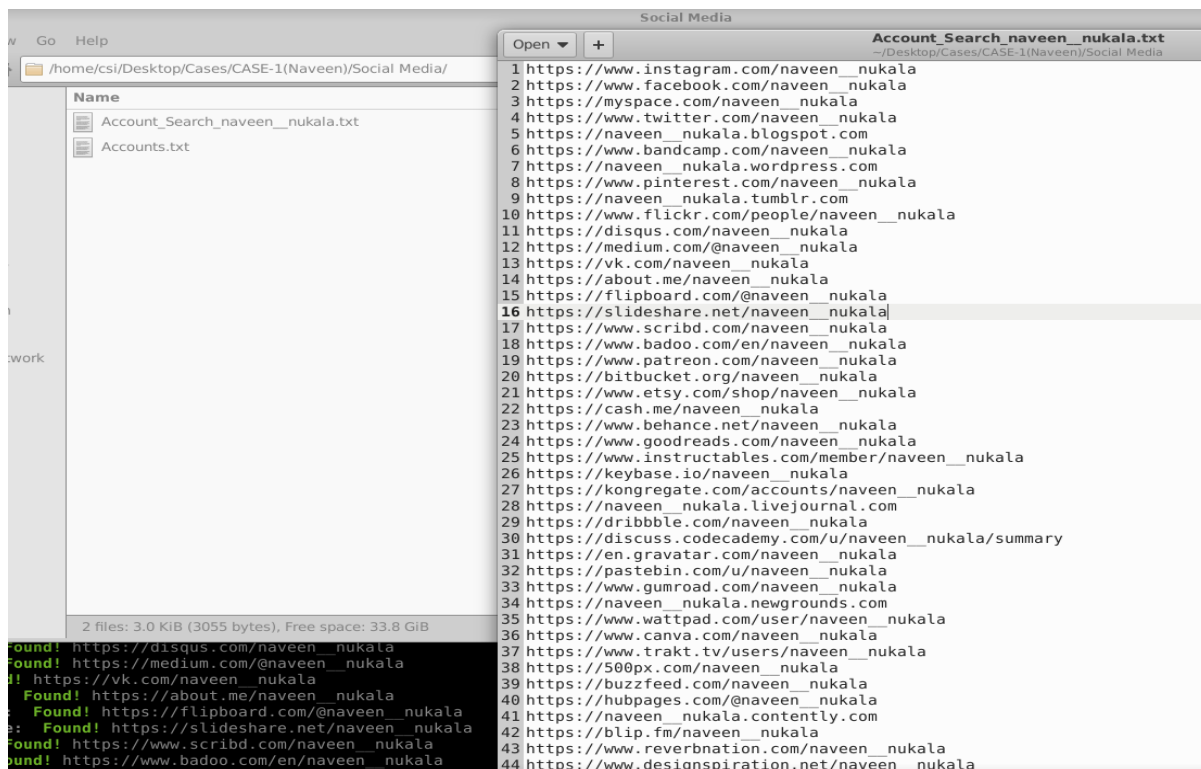 Social Media
Go Help
/home/csi/Desktop/Cases/CASE-1(Naveen)/Social Media/
Name
Account_Search_naveen__nukala.txt
Accounts.txt
2 files: 3.0 KiB (3055 bytes), Free space: 33.8 GiB
Found! https://disqus.com/naveen__nukala
Found! https://medium.com/@naveen__nukala
d! https://vk.com/naveen__nukala
Found! https://about.me/naveen__nukala
: Found! https://flipboard.com/@naveen__nukala
e: Found! https://slideshare.net/naveen__nukala
Found! https://www.scribd.com/naveen__nukala
ound! https://www.badoo.com/en/naveen__nukala
Open +
Account_Search_naveen__nukala.txt
~/Desktop/Cases/CASE-1(Naveen)/Social Media
1 https://www.instagram.com/naveen__nukala
2 https://www.facebook.com/naveen__nukala
3 https://myspace.com/naveen__nukala
4 https://www.twitter.com/naveen__nukala
5 https://naveen__nukala.blogspot.com
6 https://www.bandcamp.com/naveen__nukala
7 https://naveen__nukala.wordpress.com
8 https://www.pinterest.com/naveen__nukala
9 https://naveen__nukala.tumblr.com
10 https://www.flickr.com/people/naveen__nukala
11 https://disqus.com/naveen__nukala
12 https://medium.com/@naveen__nukala
13 https://vk.com/naveen__nukala
14 https://about.me/naveen__nukala
15 https://flipboard.com/@naveen__nukala
16 https://slideshare.net/naveen__nukala
17 https://www.scribd.com/naveen__nukala
18 https://www.badoo.com/en/naveen__nukala
19 https://www.patreon.com/naveen__nukala
20 https://bitbucket.org/naveen__nukala
21 https://www.etsy.com/shop/naveen__nukala
22 https://cash.me/naveen__nukala
23 https://www.behance.net/naveen__nukala
24 https://www.goodreads.com/naveen__nukala
25 https://www.instructables.com/member/naveen__nukala
26 https://keybase.io/naveen__nukala
27 https://kongregate.com/accounts/naveen__nukala
28 https://naveen__nukala.livejournal.com
29 https://dribbble.com/naveen__nukala
30 https://discuss.codecademy.com/u/naveen__nukala/summary
31 https://en.gravatar.com/naveen__nukala
32 https://pastebin.com/u/naveen__nukala
33 https://www.gumroad.com/naveen__nukala
34 https://naveen__nukala.newgrounds.com
35 https://www.wattpad.com/user/naveen__nukala
36 https://www.canva.com/naveen__nukala
37 https://www.trakt.tv/users/naveen__nukala
38 https://500px.com/naveen__nukala
39 https://buzzfeed.com/naveen__nukala
40 https://hubpages.com/@naveen__nukala
41 https://naveen__nukala.contently.com
42 https://blip.fm/naveen__nukala
43 https://www.reverbnation.com/naveen__nukala
44 https://www.designspiration.net/naveen__nukala